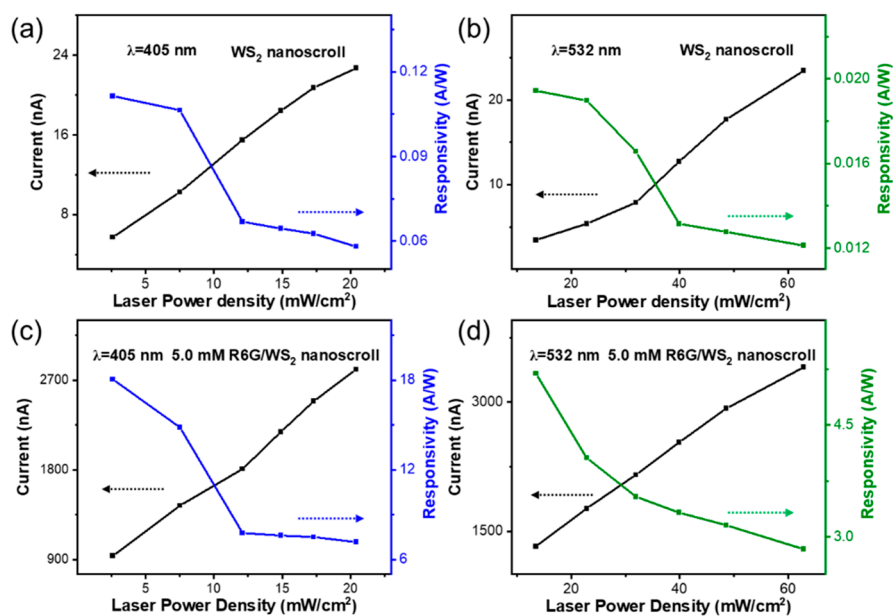 (a)
λ=405 nm WS₂ nanoscroll
Current (nA)
24
16
8
0.12
0.09
0.06
Responsivity (A/W)
5 10 15 20
Laser Power density (mW/cm²)
(b)
λ=532 nm WS₂ nanoscroll
Current (nA)
20
10
0.020
0.016
0.012
Responsivity (A/W)
20 30 40 50 60
Laser Power density (mW/cm²)
(c)
λ=405 nm 5.0 mM R6G/WS₂ nanoscroll
Current (nA)
2700
1800
900
18
12
6
Responsivity (A/W)
5 10 15 20
Laser Power Density (mW/cm²)
(d)
λ=532 nm 5.0 mM R6G/WS₂ nanoscroll
Current (nA)
3000
1500
4.5
3.0
Responsivity (A/W)
20 30 40 50 60
Laser Power Density (mW/cm²)